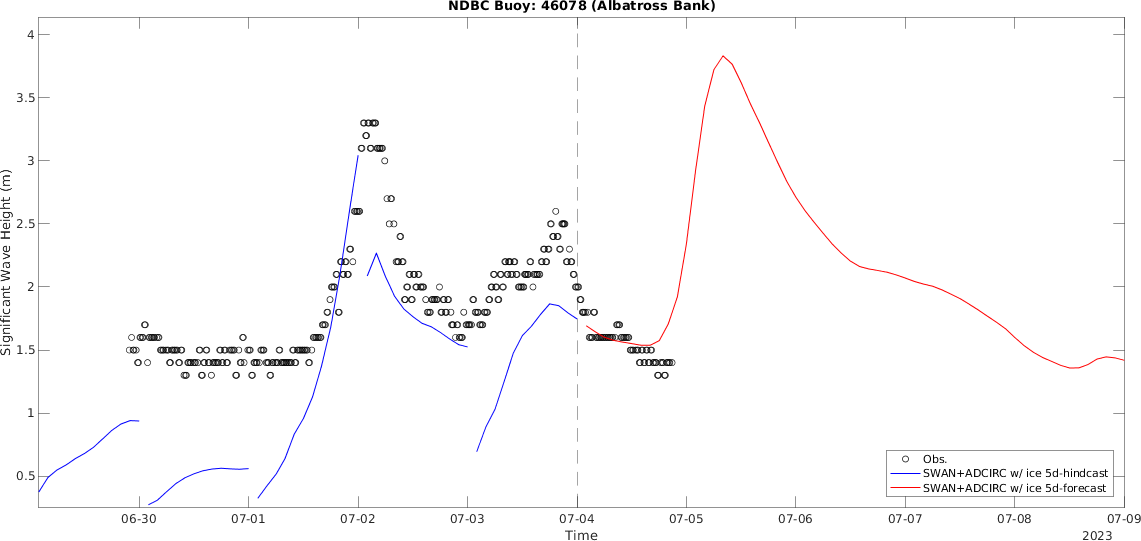 NDBC Buoy: 46078 (Albatross Bank)
4
3.5
3
2.5
2
1.5
1
0.5
Significant Wave Height (m)
06-30 07-01 07-02 07-03 07-04 07-05 07-06 07-07 07-08 07-09
Time
2023
Obs.
SWAN+ADCIRC w/ ice 5d-hindcast
SWAN+ADCIRC w/ ice 5d-forecast